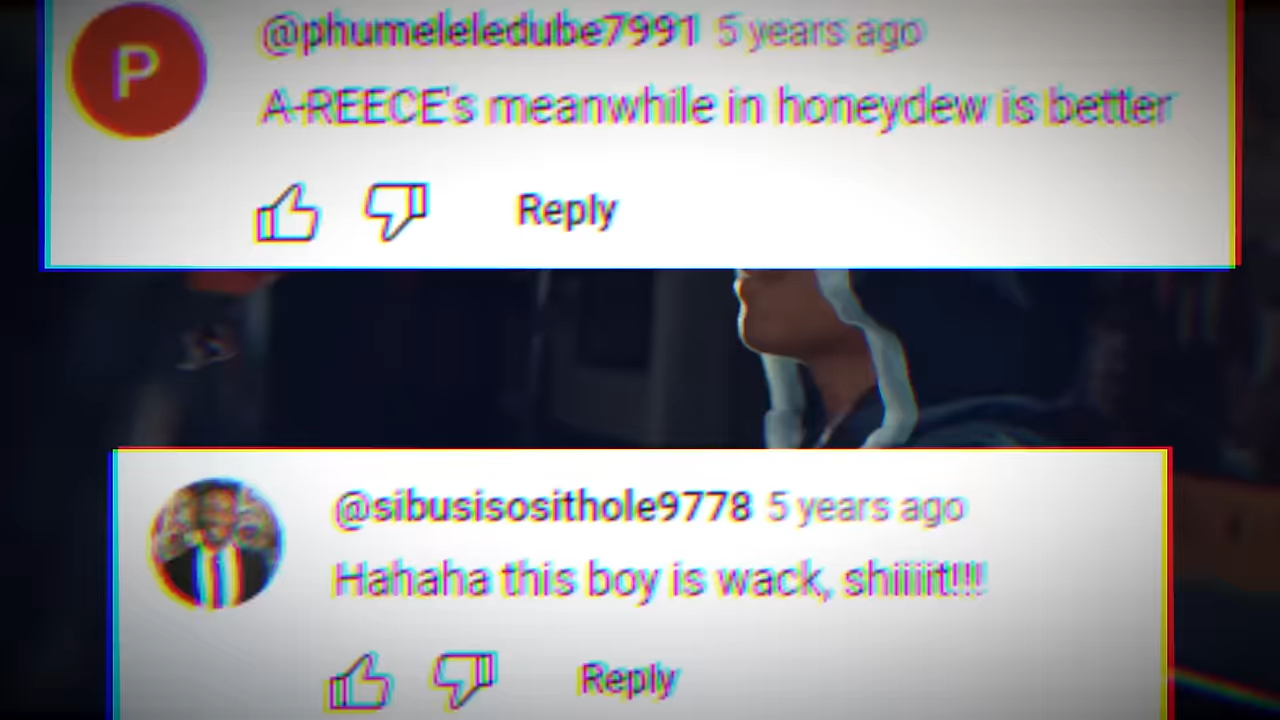 P
@phumeleledube7991 5 years ago
A-REECE's meanwhile in honeydew is better
Reply
@sibusisosithole9778 5 years ago
Hahaha this boy is wack, shiiiiit!!!
Reply